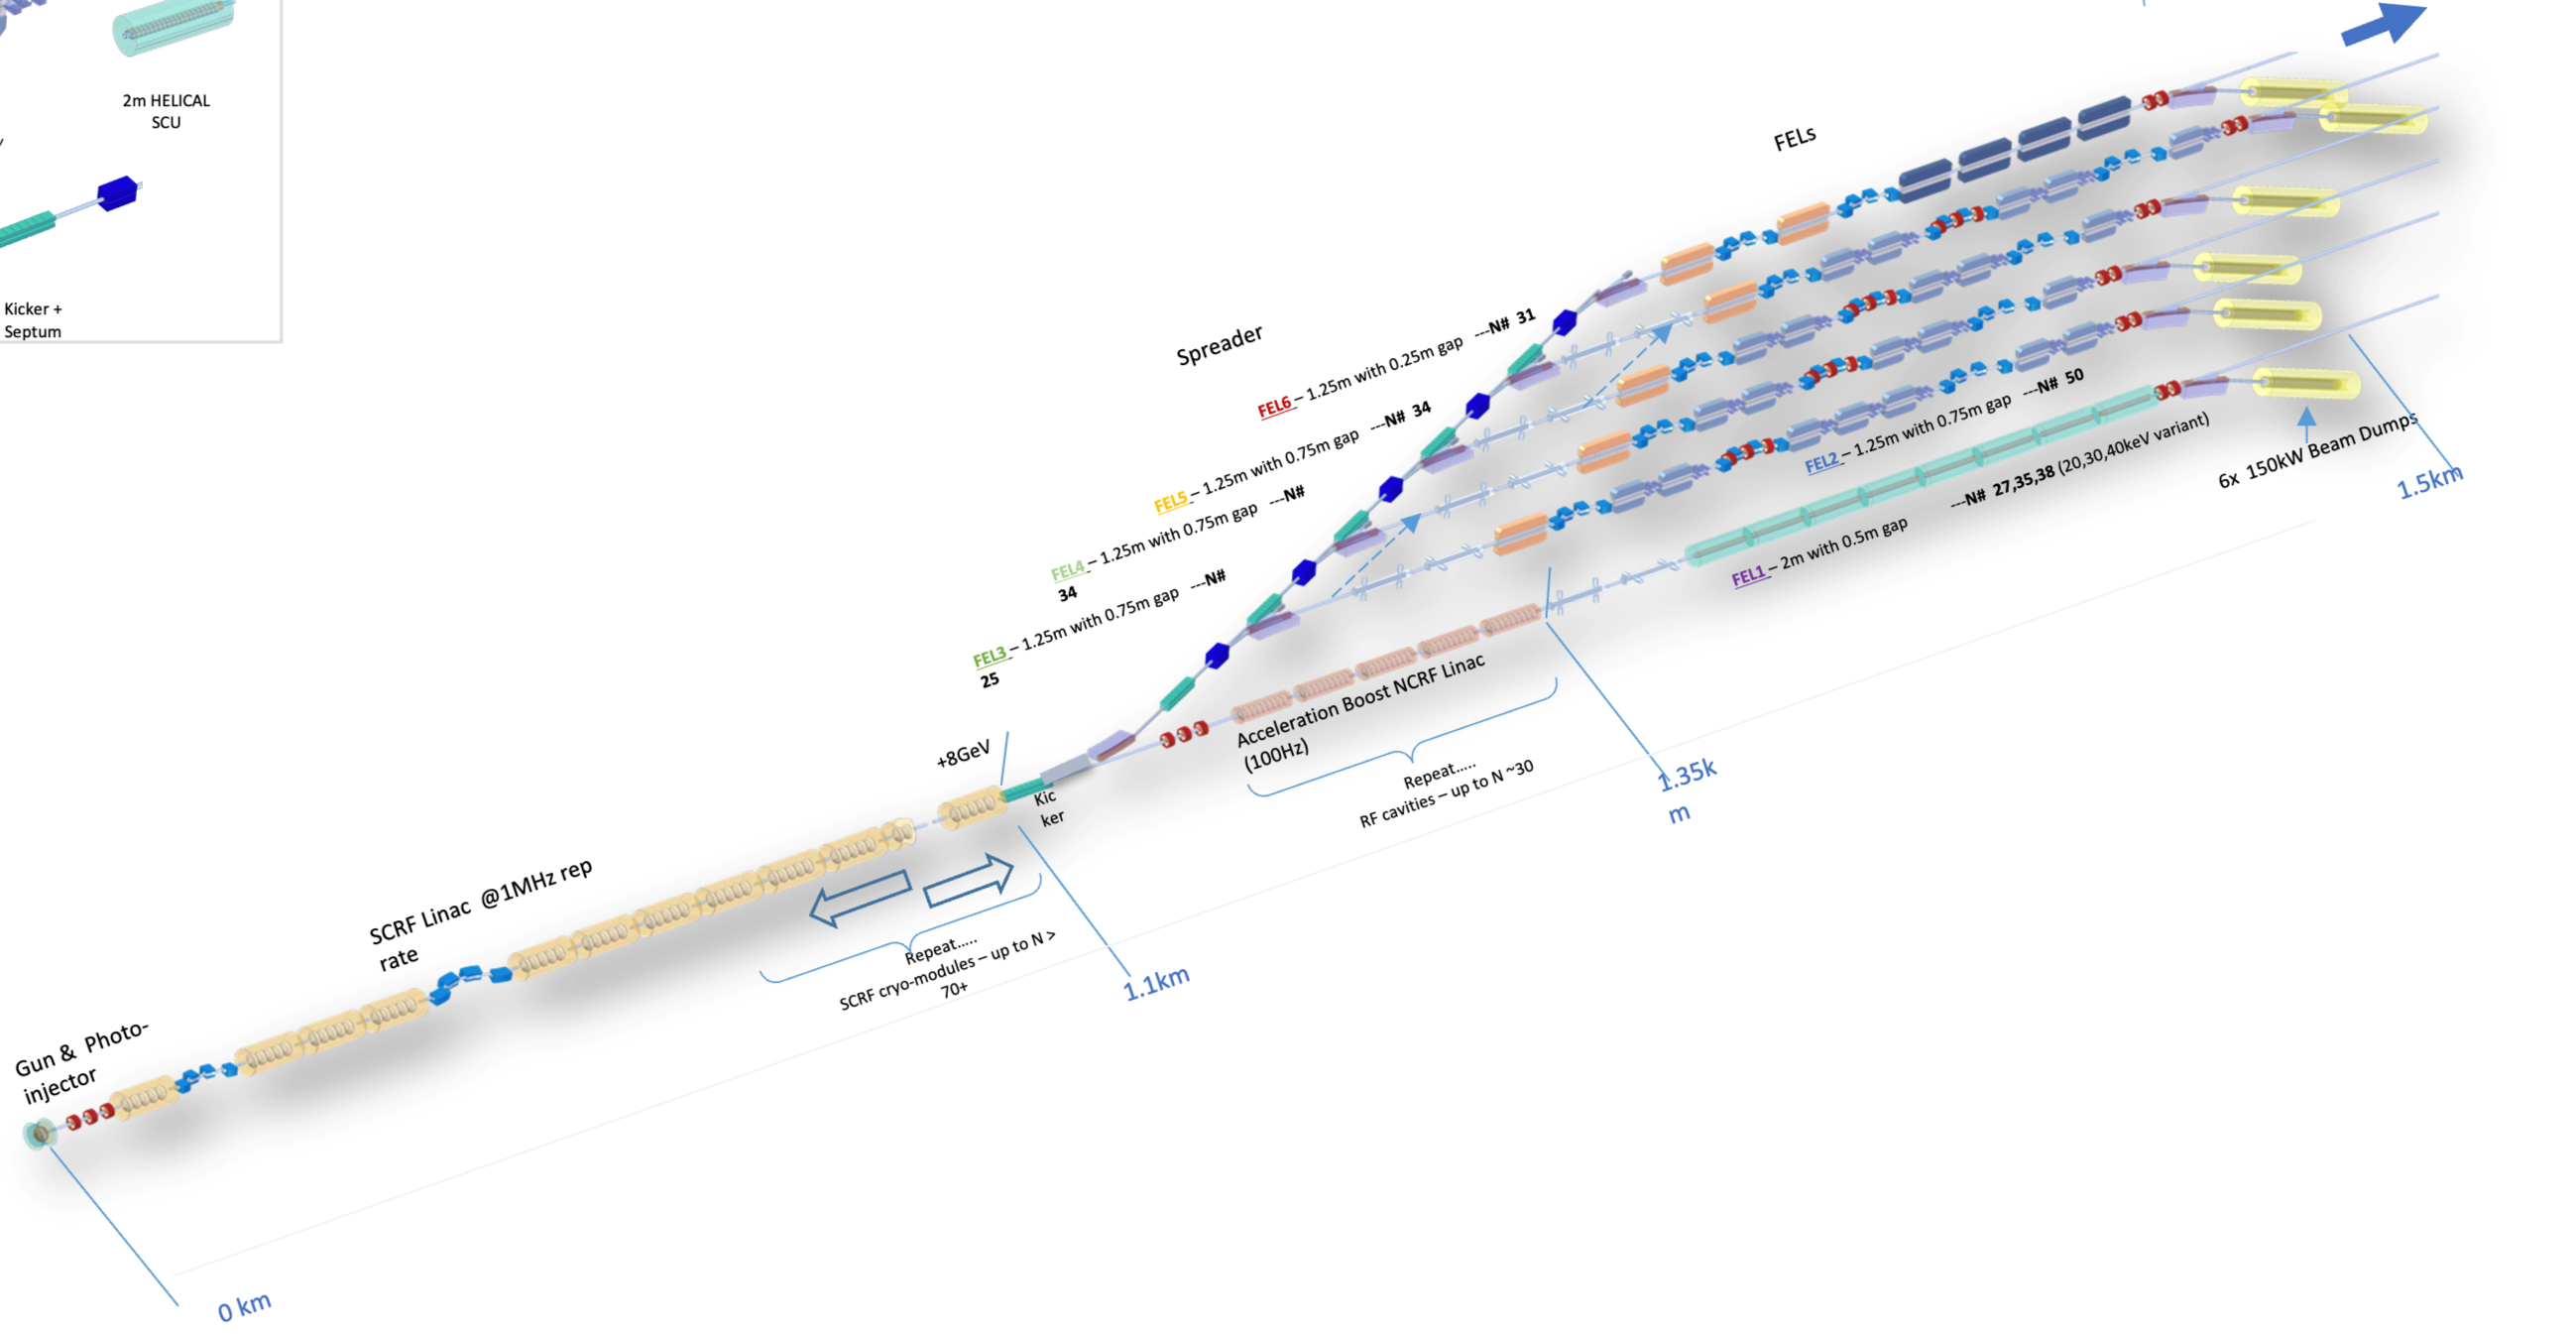 2m HELICAL
SCU
Kicker +
Septum
FELs
Spreader
FEL6 – 1.25m with 0.25m gap ---N# 31
FEL5 – 1.25m with 0.75m gap ---N# 34
FEL4 – 1.25m with 0.75m gap ---N#
34
FEL3 – 1.25m with 0.75m gap ---N#
25
FEL2 – 1.25m with 0.75m gap ---N# 50
FEL1 – 2m with 0.5m gap ---N# 27,35,38 (20,30,40keV variant)
6x 150kW Beam Dumps
1.5km
+8GeV
Kic
ker
Acceleration Boost NCRF Linac
(100Hz)
Repeat.....
RF cavities – up to N ~30
1.35k
m
SCRF Linac @1MHz rep
rate
Repeat.....
SCRF cryo-modules – up to N >
70+
1.1km
Gun & Photo-
injector
0 km